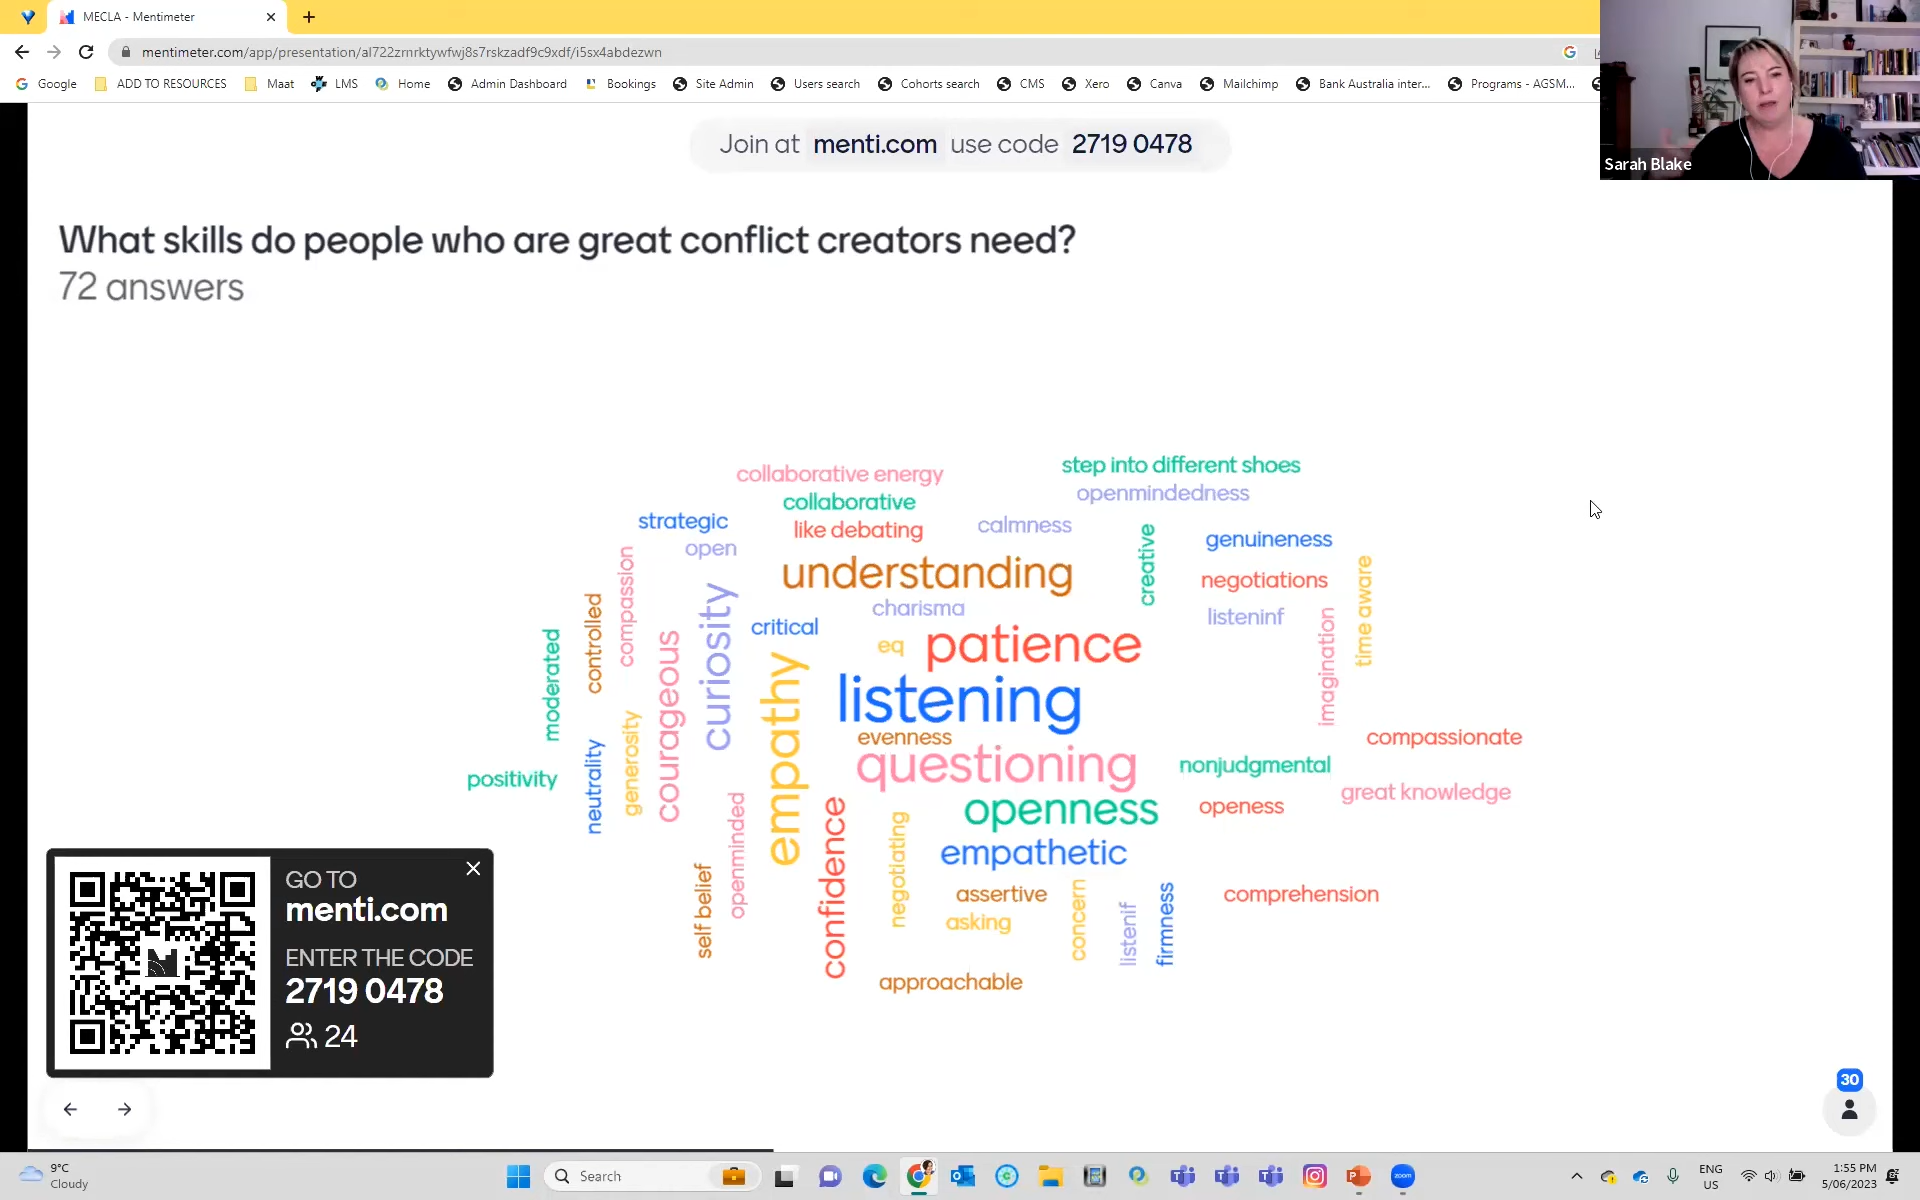 MECLA - Mentimeter
mentimeter.com/app/presentation/al722zrnrktywfwj8s7rskzadf9c9xdf/i5sx4abdezwn
Google ADD TO RESOURCES Maat LMS Home Admin Dashboard Bookings Site Admin Users search Cohorts search CMS Xero Canva Mailchimp Bank Australia inter... Programs - AGSM...
Sarah Blake
Join at menti.com use code 2719 0478
What skills do people who are great conflict creators need?
72 answers
step into different shoes
collaborative energy
openmindedness
collaborative
strategic
like debating
calmness
creative
genuineness
open
compassion
understanding
negotiations
time aware
controlled
curiosity
charisma
listeninf
critical
moderated
courageous
eq
patience
imagination
empathy
listening
evenness
compassionate
neutrality
generosity
questioning
nonjudgmental
positivity
great knowledge
openminded
openness
openess
confidence
negotiating
empathetic
self belief
assertive
concern
listenif
firmness
comprehension
asking
approachable
GO TO
menti.com
ENTER THE CODE
2719 0478
24
30
9°C
Cloudy
Search
zoom
ENG
US
1:55 PM
5/06/2023